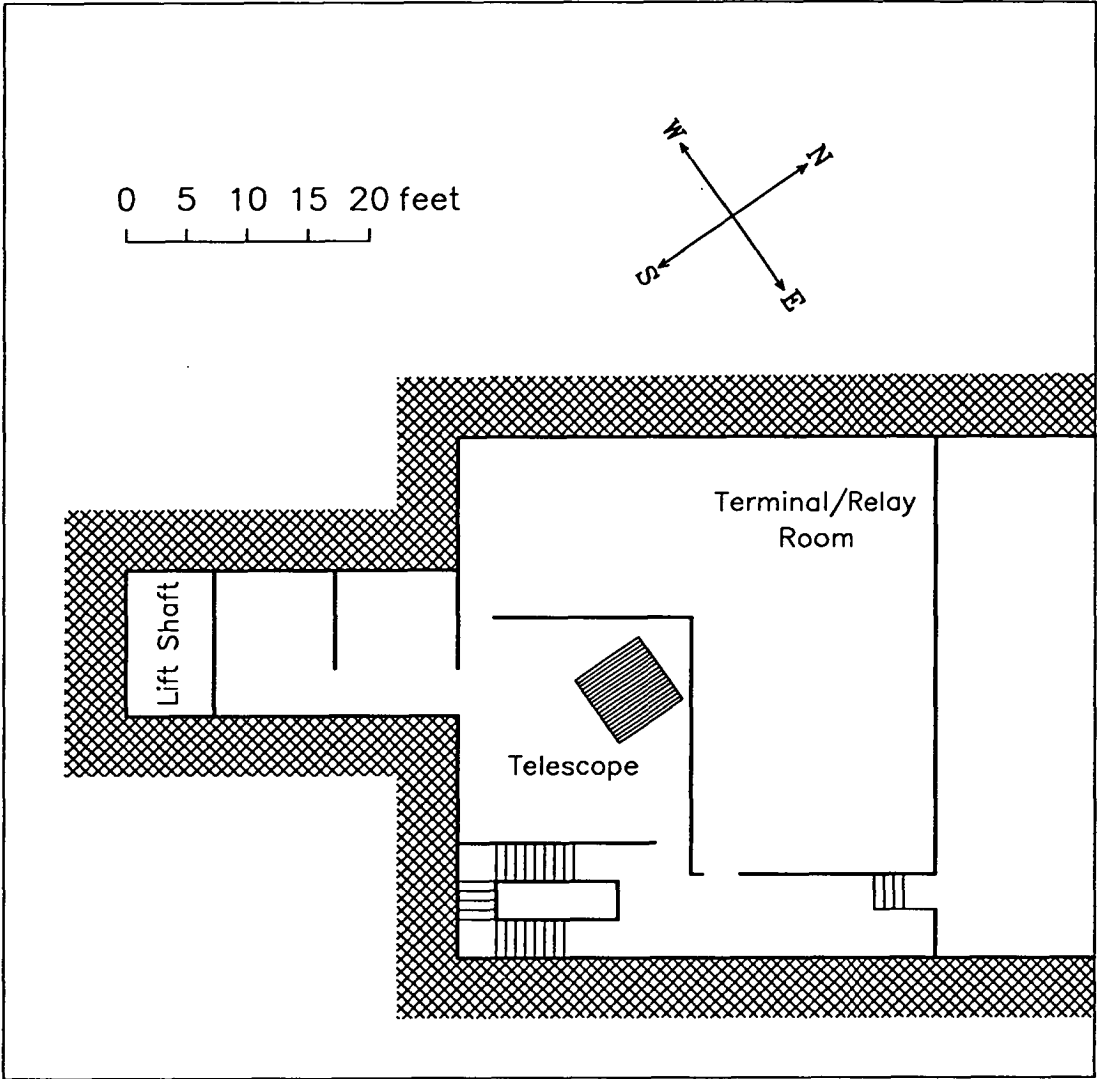 W
N
0 5 10 15 20 feet
S
E
Terminal/Relay
Room
Lift Shaft
Telescope